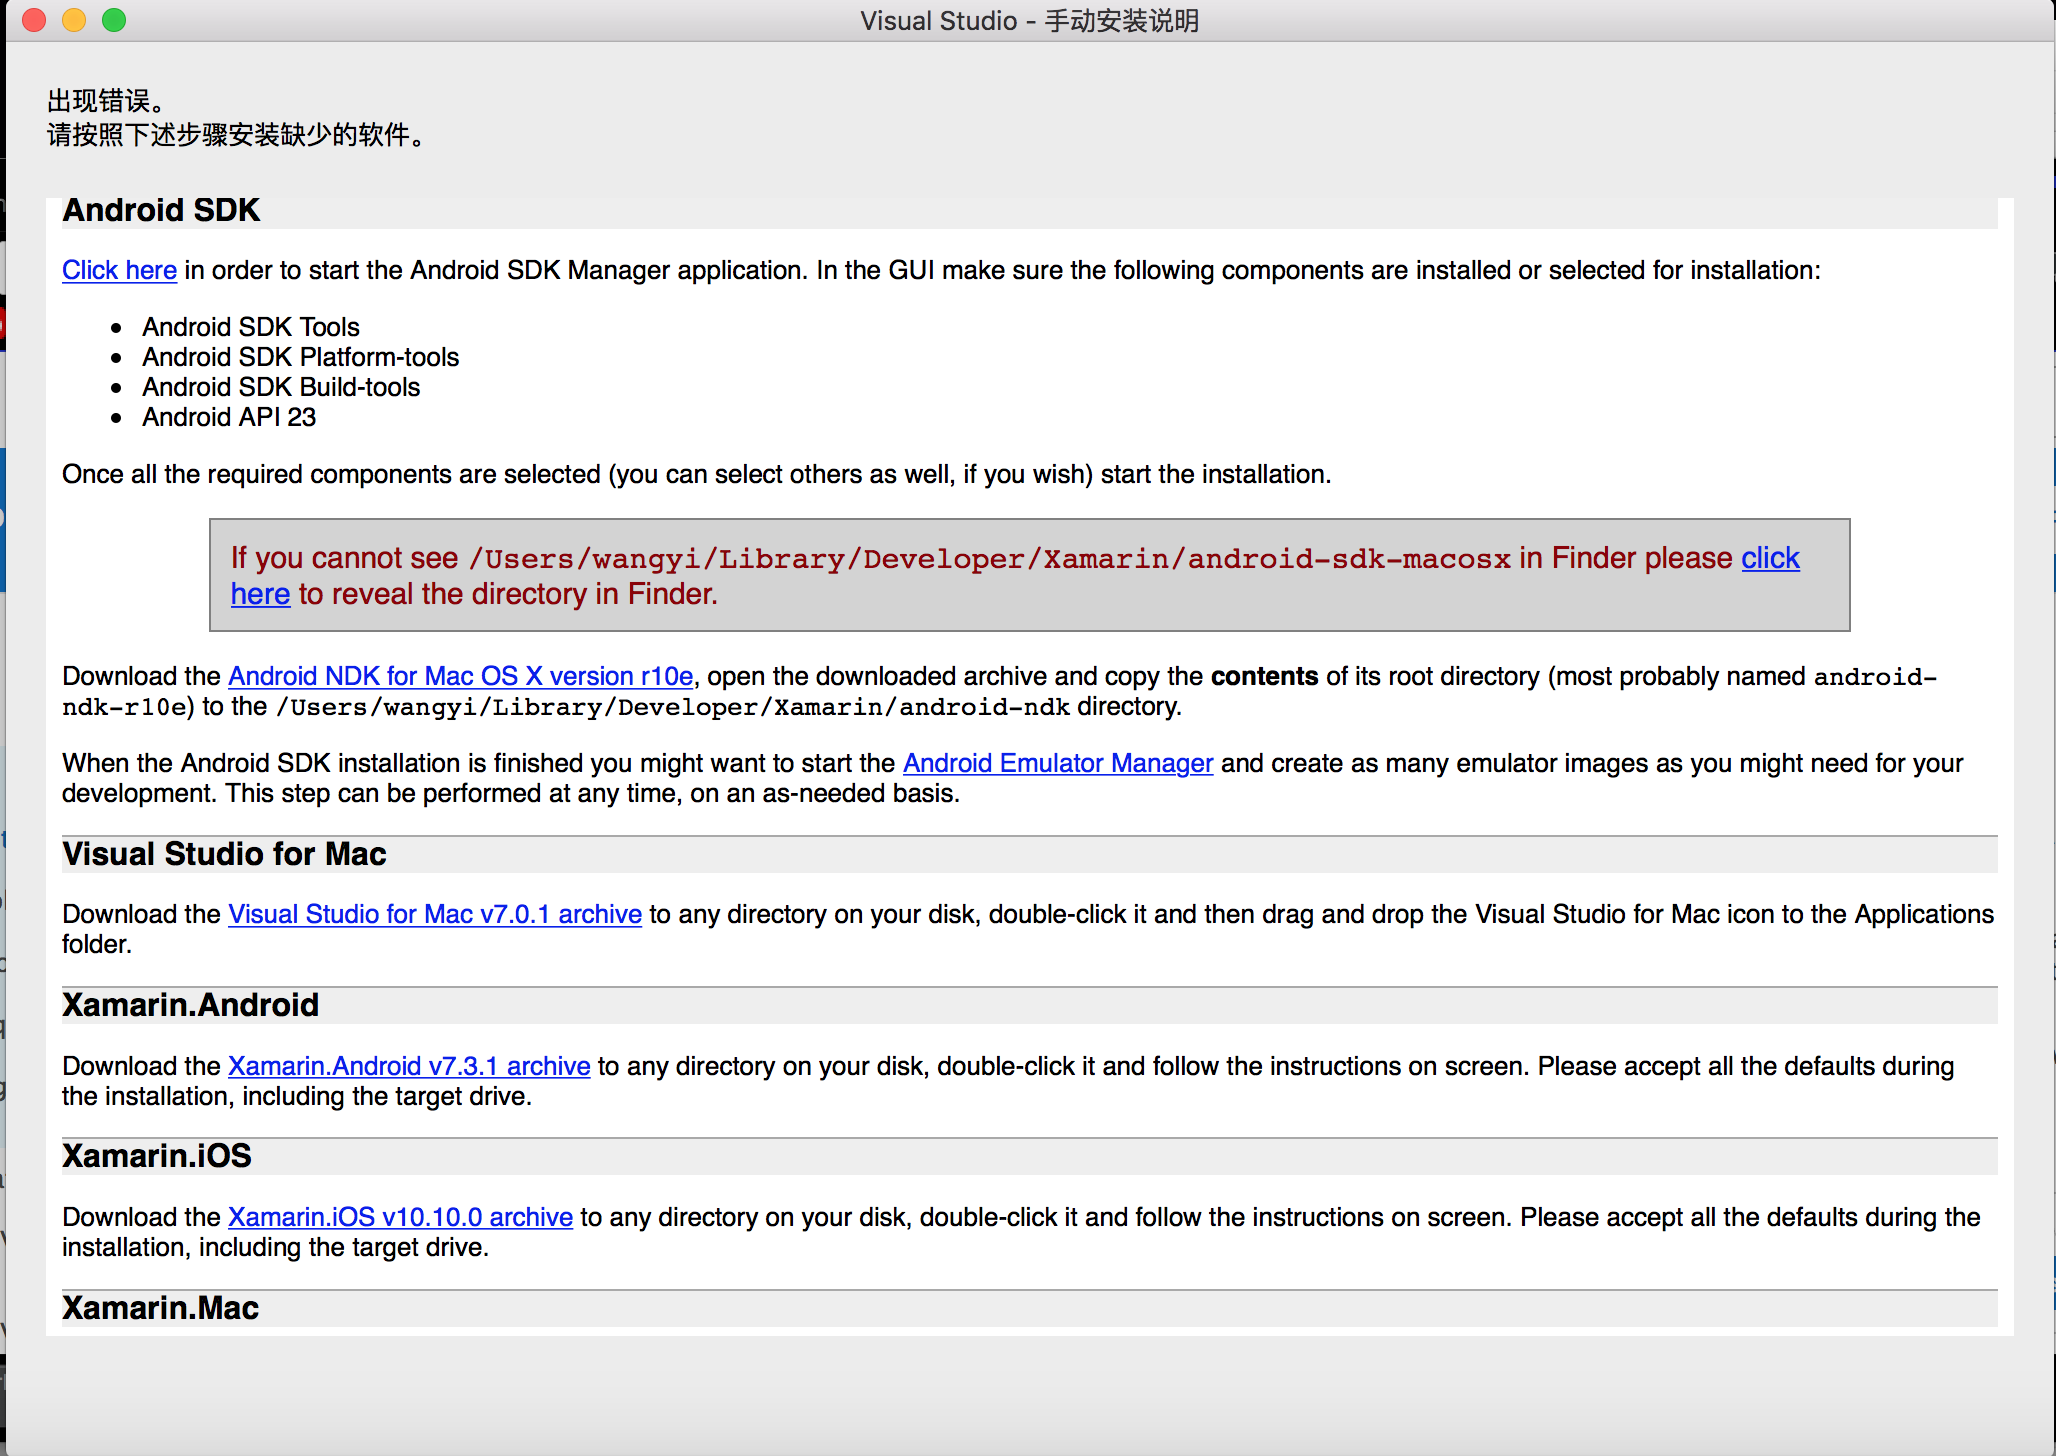 Visual Studio - 手动安装说明
出现错误。
请按照下述步骤安装缺少的软件。
Android SDK
Click here in order to start the Android SDK Manager application. In the GUI make sure the following components are installed or selected for installation:
• Android SDK Tools
• Android SDK Platform-tools
• Android SDK Build-tools
• Android API 23
Once all the required components are selected (you can select others as well, if you wish) start the installation.
If you cannot see /Users/wangyi/Library/Developer/Xamarin/android-sdk-macosx in Finder please click
here to reveal the directory in Finder.
Download the Android NDK for Mac OS X version r10e, open the downloaded archive and copy the contents of its root directory (most probably named android-
ndk-r10e) to the /Users/wangyi/Library/Developer/Xamarin/android-ndk directory.
When the Android SDK installation is finished you might want to start the Android Emulator Manager and create as many emulator images as you might need for your
development. This step can be performed at any time, on an as-needed basis.
Visual Studio for Mac
Download the Visual Studio for Mac v7.0.1 archive to any directory on your disk, double-click it and then drag and drop the Visual Studio for Mac icon to the Applications
folder.
Xamarin.Android
Download the Xamarin.Android v7.3.1 archive to any directory on your disk, double-click it and follow the instructions on screen. Please accept all the defaults during
the installation, including the target drive.
Xamarin.iOS
Download the Xamarin.iOS v10.10.0 archive to any directory on your disk, double-click it and follow the instructions on screen. Please accept all the defaults during the
installation, including the target drive.
Xamarin.Mac